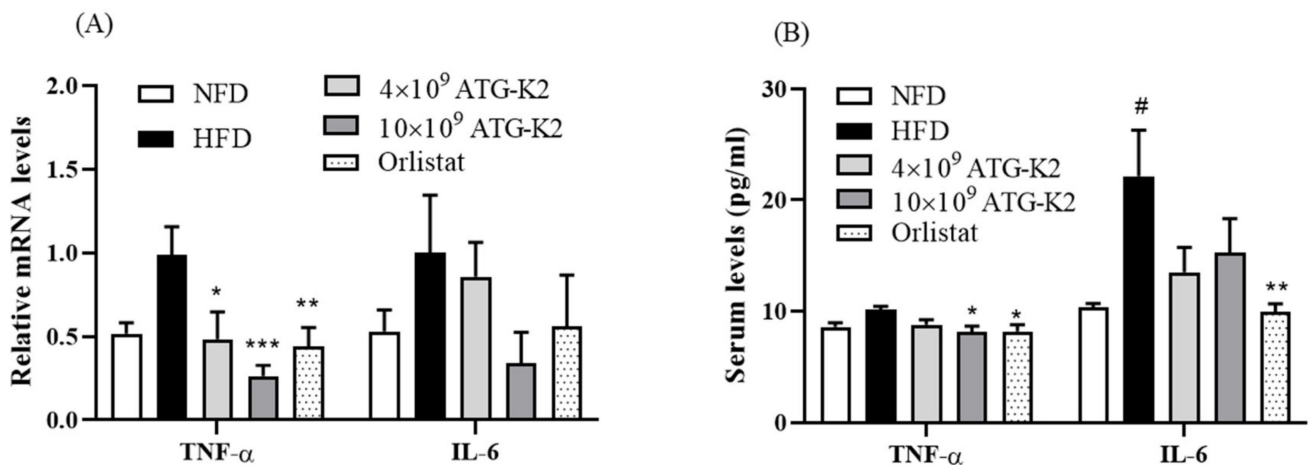 (A)
Relative mRNA levels
2.0
1.5
1.0
0.5
0.0
NFD
HFD
4×10⁹ ATG-K2
10×10⁹ ATG-K2
Orlistat
*
***
**
TNF-α
IL-6
(B)
Serum levels (pg/ml)
30
20
10
0
NFD
HFD
4×10⁹ ATG-K2
10×10⁹ ATG-K2
Orlistat
*
*
#
**
TNF-α
IL-6